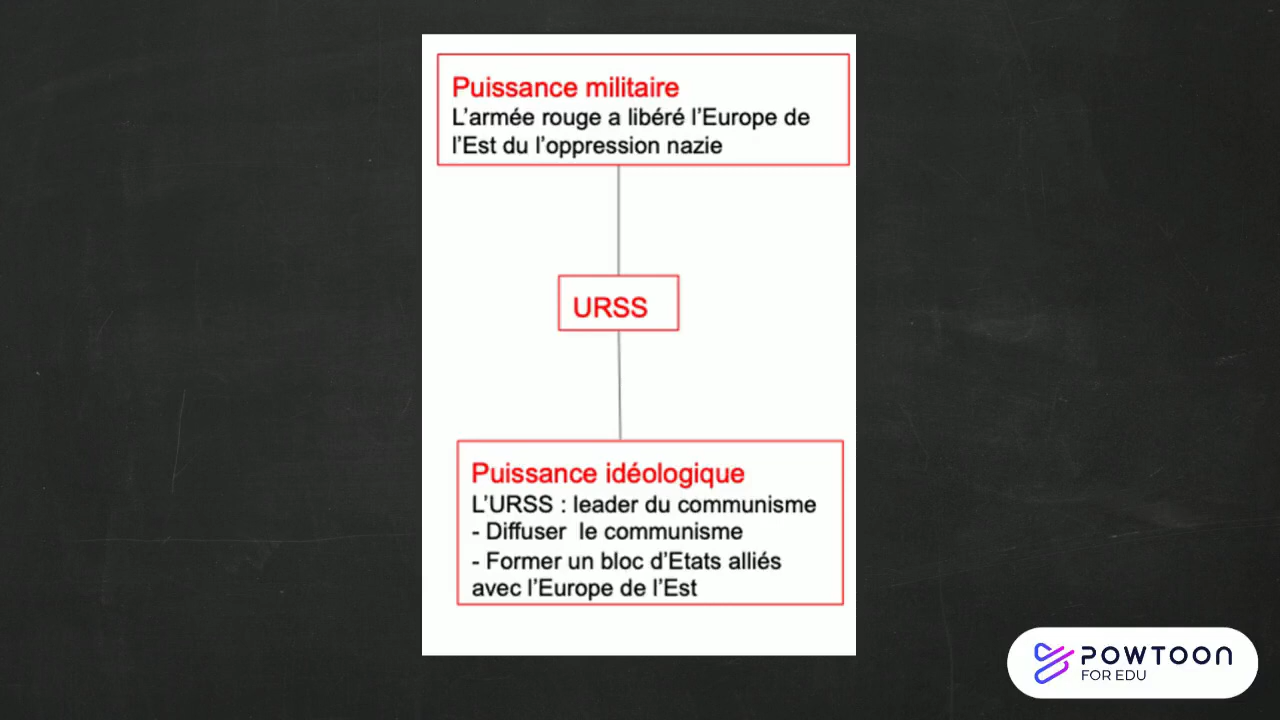 Puissance militaire
L'armée rouge a libéré l'Europe de
l'Est du l'oppression nazie
URSS
Puissance idéologique
L'URSS : leader du communisme
- Diffuser  le communisme
- Former un bloc d'Etats alliés
avec l'Europe de l'Est
POWTOON
FOR EDU